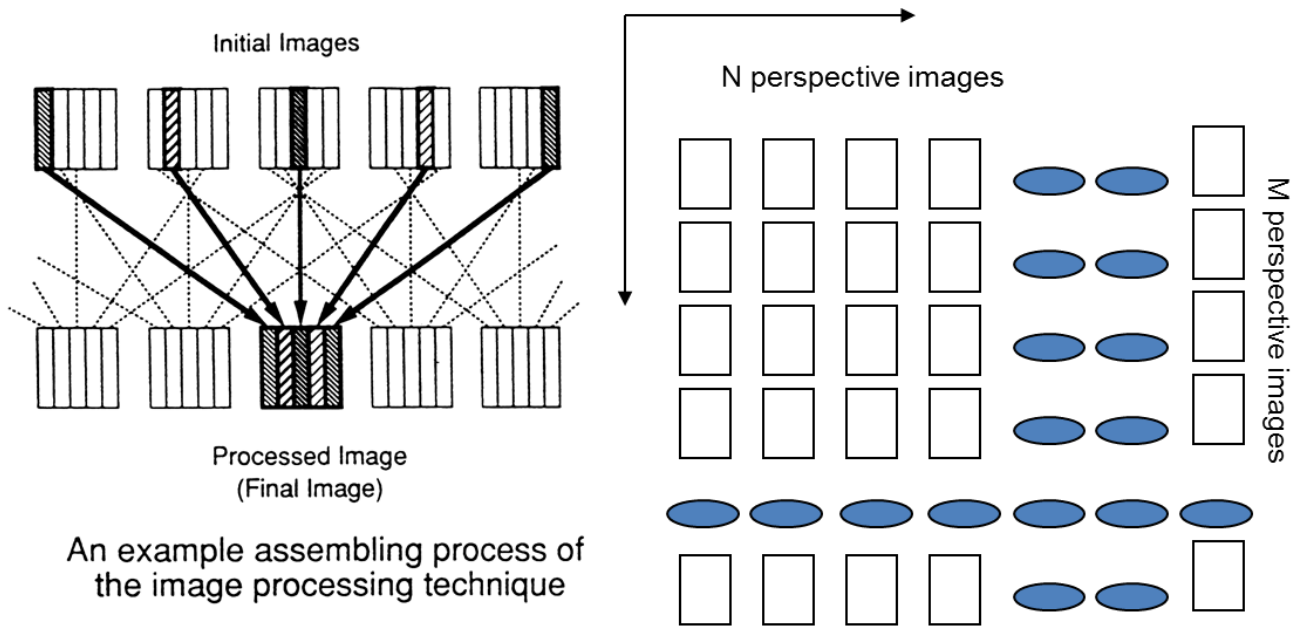 Initial Images
Processed Image
(Final Image)
An example assembling process of
the image processing technique
N perspective images
M perspective images